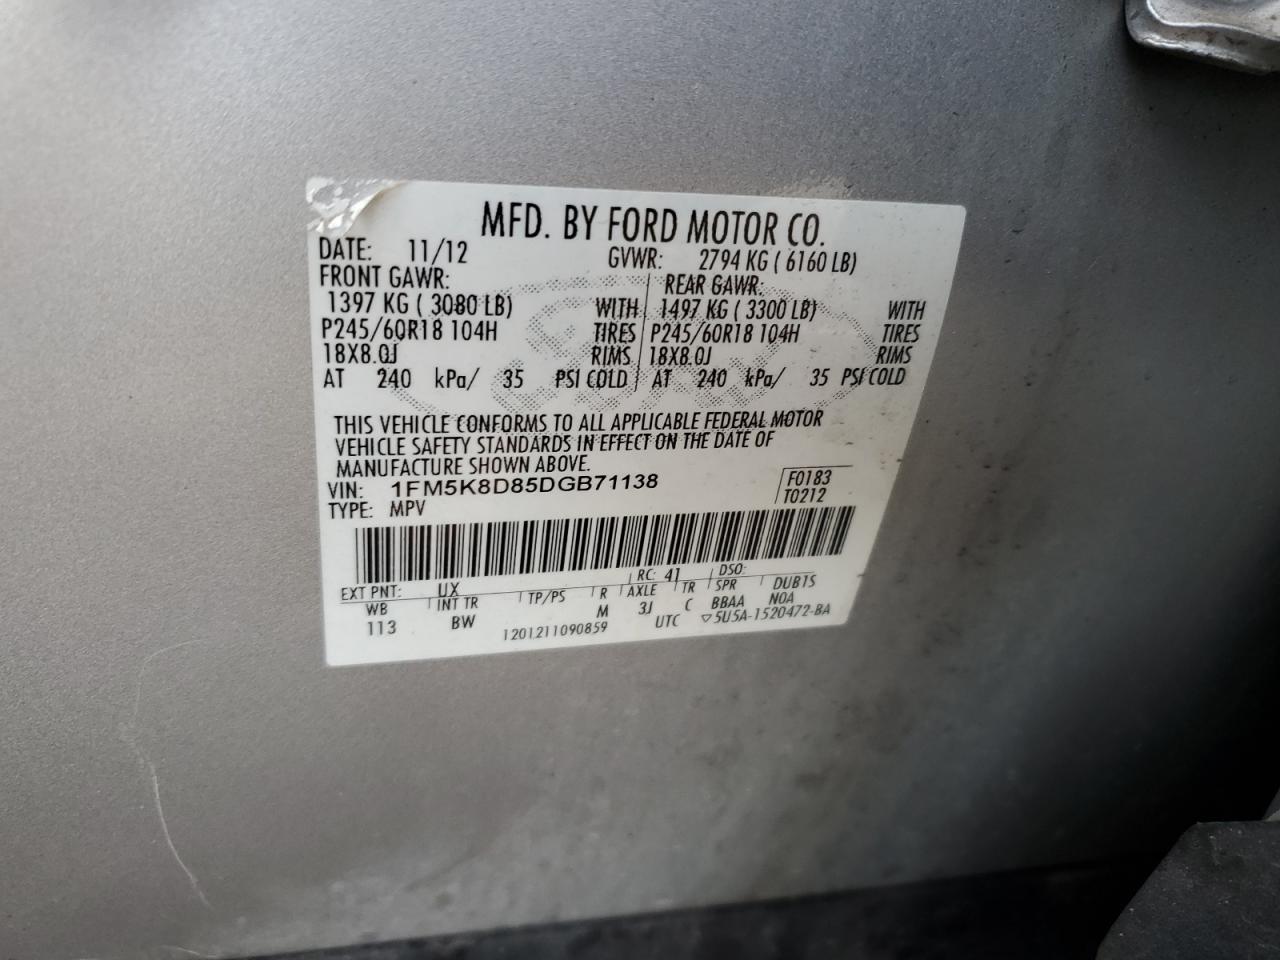 MFD. BY FORD MOTOR CO.
DATE: 11/12 GVWR: 2794 KG ( 6160 LB)
FRONT GAWR: REAR GAWR:
1397 KG ( 3080 LB) WITH 1497 KG ( 3300 LB) WITH
P245/60R18 104H TIRES P245/60R18 104H TIRES
18X8.0J RIMS 18X8.0J RIMS
AT 240 kPa/ 35 PSI COLD AT 240 kPa/ 35 PSI COLD
THIS VEHICLE CONFORMS TO ALL APPLICABLE FEDERAL MOTOR
VEHICLE SAFETY STANDARDS IN EFFECT ON THE DATE OF
MANUFACTURE SHOWN ABOVE.
VIN: 1FM5K8D85DGB71138 F0183
TYPE: MPV T0212
EXT PNT: UX RC: 41 DSO:
WB INT TR TP/PS R AXLE TR SPR DUB1S
113 BW M 3J C BBAA N0A
1201211090859 UTC ▽5U5A-1520472-BA